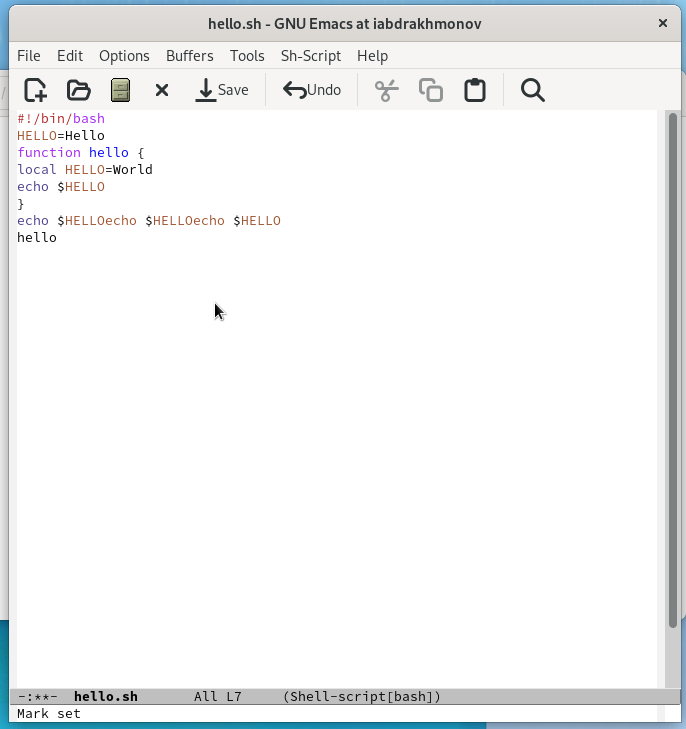 hello.sh - GNU Emacs at iabdrakhmonov
File Edit Options Buffers Tools Sh-Script Help
Save Undo
#!/bin/bash
HELLO=Hello
function hello {
local HELLO=World
echo $HELLO
}
echo $HELLOecho $HELLOecho $HELLO
hello
-:**- hello.sh All L7 (Shell-script[bash])
Mark set